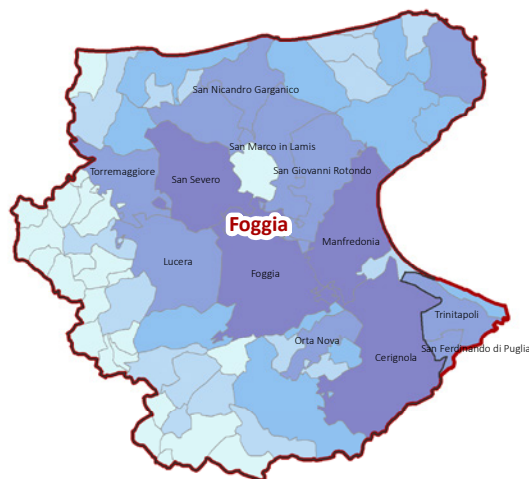 San Nicandro Garganico
San Marco in Lamis
Torremaggiore
San Severo
San Giovanni Rotondo
Foggia
Manfredonia
Lucera
Foggia
Trinitapoli
Orta Nova
San Ferdinando di Puglia
Cerignola